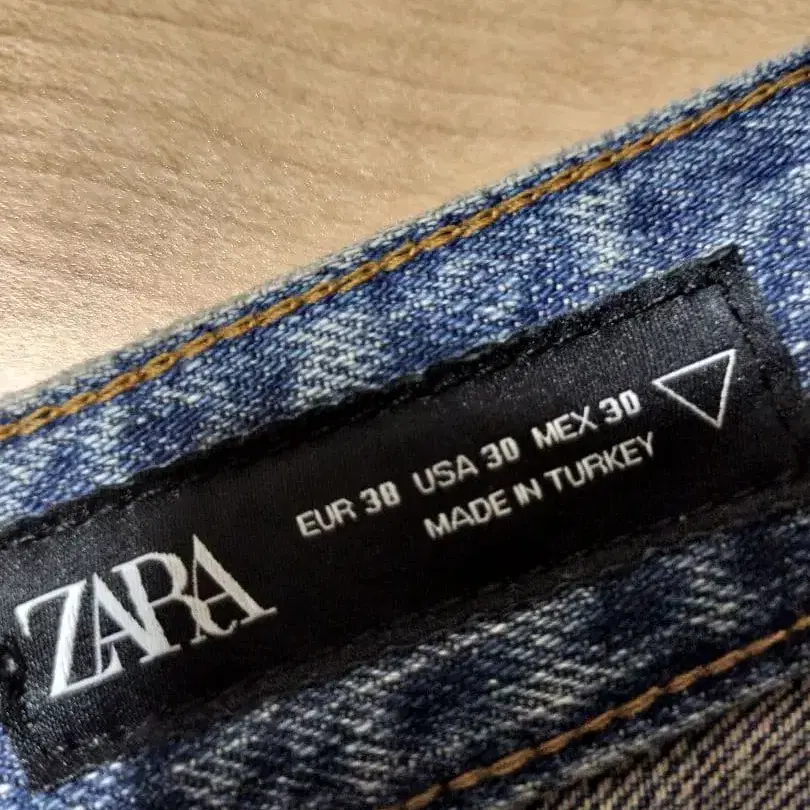 ZARA
EUR 38 USA 30 MEX 30
MADE IN TURKEY